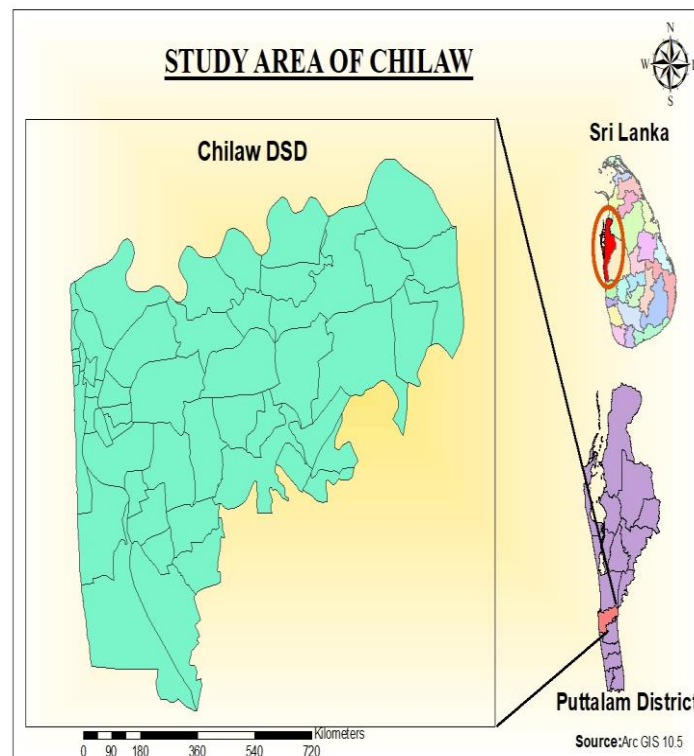 STUDY AREA OF CHILAW
N
W E
S
Chilaw DSD
Sri Lanka
Puttalam District
Kilometers
0 90 180 360 540 720
Source:Arc GIS 10.5